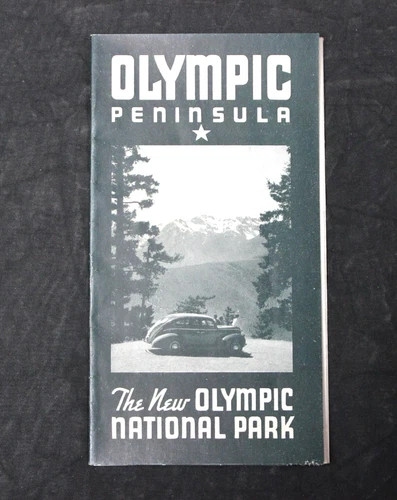 OLYMPIC
PENINSULA
The New OLYMPIC
NATIONAL PARK